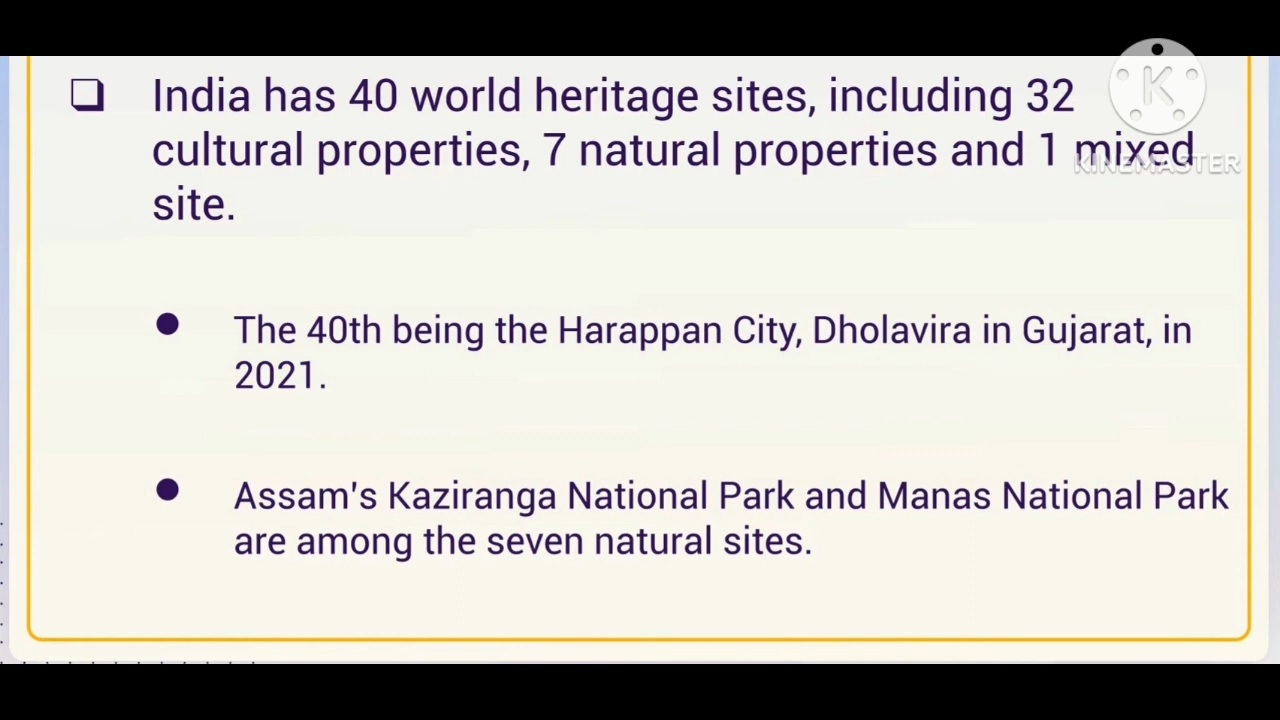 India has 40 world heritage sites, including 32
cultural properties, 7 natural properties and 1 mixed
site.
The 40th being the Harappan City, Dholavira in Gujarat, in
2021.
Assam's Kaziranga National Park and Manas National Park
are among the seven natural sites.
K
KINEMASTER